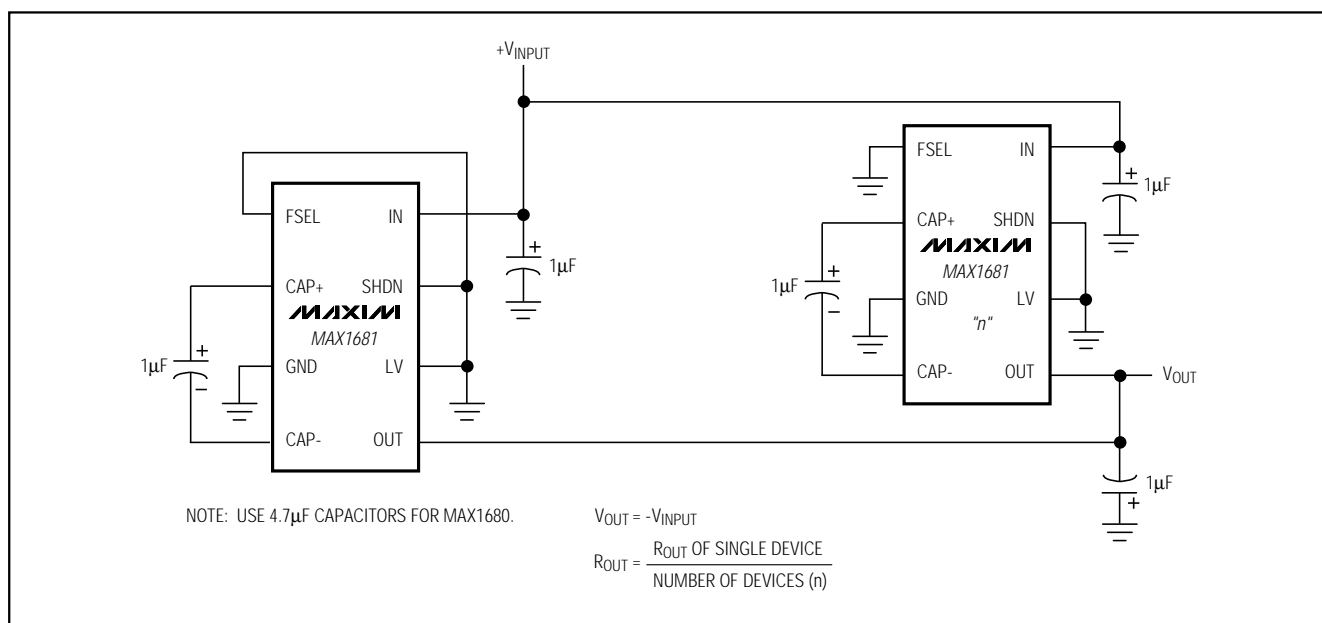 +VINPUT
FSEL IN
CAP+ SHDN
MAXIM
MAX1681
GND LV
CAP- OUT
1μF
1μF
FSEL IN
CAP+ SHDN
MAXIM
MAX1681
GND LV
"n"
CAP- OUT
1μF
1μF
VOUT
1μF
NOTE: USE 4.7μF CAPACITORS FOR MAX1680.
VOUT = -VINPUT
ROUT = ROUT OF SINGLE DEVICE
NUMBER OF DEVICES (n)
+
+
−
+
+
−
+